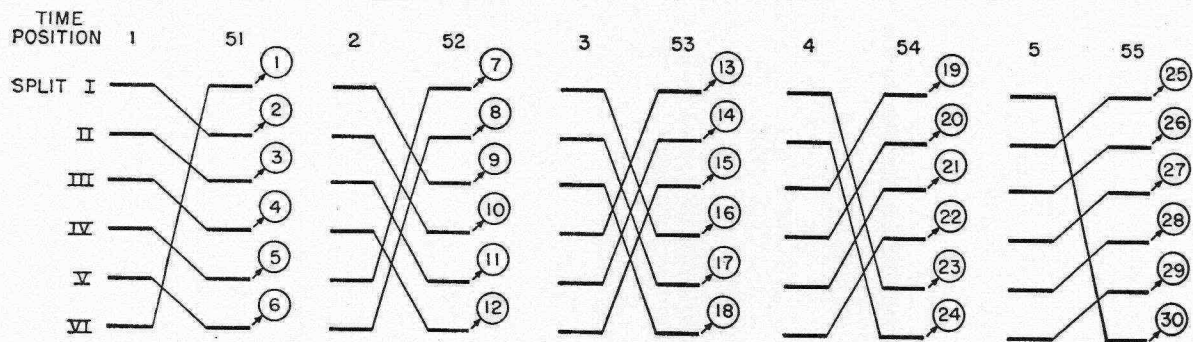 TIME
POSITION 1 51 2 52 3 53 4 54 5 55
SPLIT I 1 7 13 19 25
II 2 8 14 20 26
III 3 9 15 21 27
IV 4 10 16 22 28
V 5 11 17 23 29
VI 6 12 18 24 30